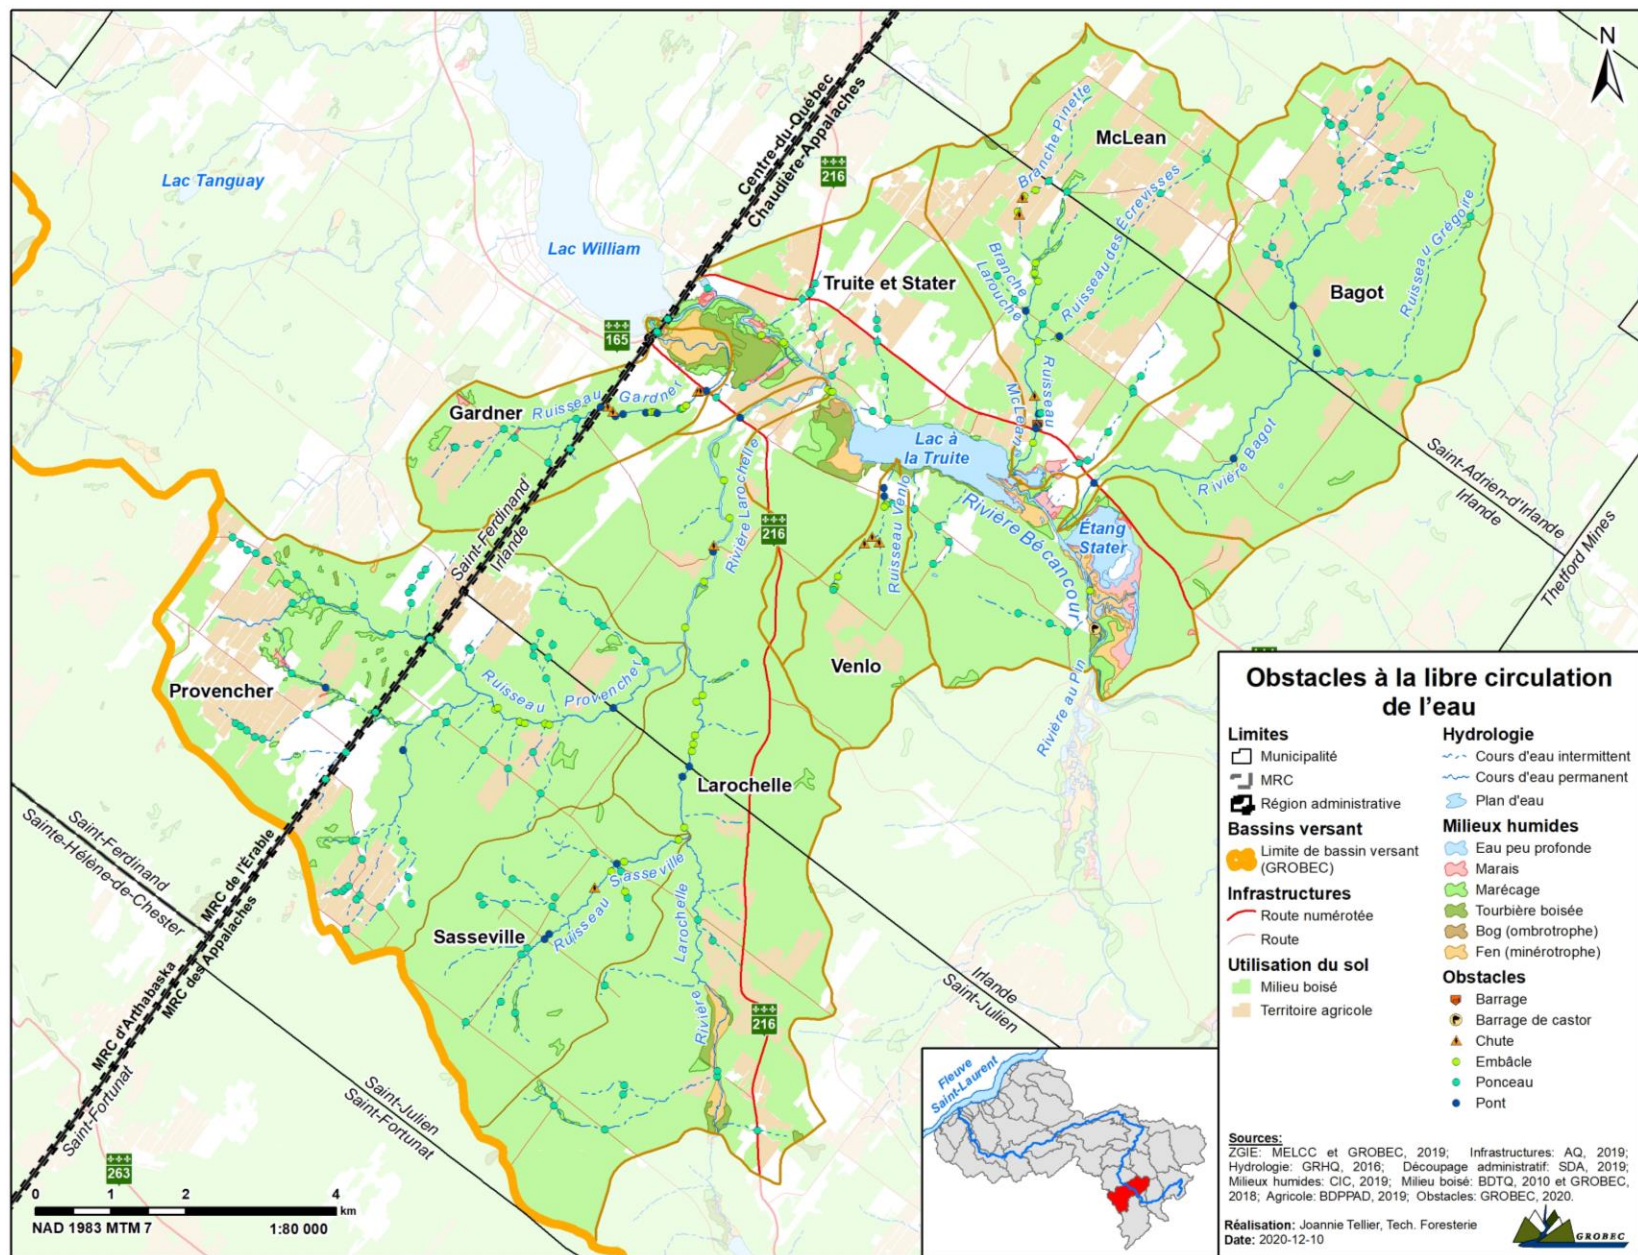 N
Centre-du-Québec
Chaudière-Appalaches
216
McLean
Branche Pinette
Lac Tanguay
Ruisseau des Écrevisses
Ruisseau Grégoire
Lac William
Branche
Larouche
Truite et Stater
Bagot
165
Ruisseau
McLean
Gardner
Ruisseau Gardner
Lac à
la Truite
Rivière Bagot
Saint-Adrien-d'Irlande
Irlande
Rivière Larochelle
216
Ruisseau Venlo
Rivière Bécancour
Étang
Stater
Saint-Ferdinand
Irlande
Thetford Mines
Venlo
Provencher
Ruisseau Provencher
Rivière au Pin
Larochelle
Saint-Ferdinand
Sainte-Hélène-de-Chester
MRC de l'Érable
MRC des Appalaches
MRC d'Arthabaska
Ruisseau Sasseville
Sasseville
Rivière Larochelle
Irlande
Saint-Julien
216
Saint-Fortunat
Saint-Julien
Saint-Fortunat
263
0 1 2 4
km
NAD 1983 MTM 7 1:80 000
Fleuve
Saint-Laurent
Obstacles à la libre circulation
de l'eau
Limites
Municipalité
MRC
Région administrative
Bassins versant
Limite de bassin versant
(GROBEC)
Infrastructures
Route numérotée
Route
Utilisation du sol
Milieu boisé
Territoire agricole
Hydrologie
Cours d'eau intermittent
Cours d'eau permanent
Plan d'eau
Milieux humides
Eau peu profonde
Marais
Marécage
Tourbière boisée
Bog (ombrotrophe)
Fen (minérotrophe)
Obstacles
Barrage
Barrage de castor
Chute
Embâcle
Ponceau
Pont
Sources:
ZGIE: MELCC et GROBEC, 2019; Infrastructures: AQ, 2019;
Hydrologie: GRHQ, 2016; Découpage administratif: SDA, 2019;
Milieux humides: CIC, 2019; Milieu boisé: BDTQ, 2010 et GROBEC,
2018; Agricole: BDPPAD, 2019; Obstacles: GROBEC, 2020.
Réalisation: Joannie Tellier, Tech. Foresterie
Date: 2020-12-10
GROBEC